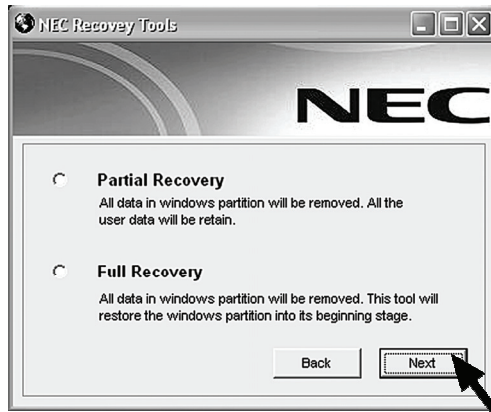 NEC Recovey Tools
NEC
Partial Recovery
All data in windows partition will be removed. All the
user data will be retain.
Full Recovery
All data in windows partition will be removed. This tool will
restore the windows partition into its beginning stage.
Back
Next